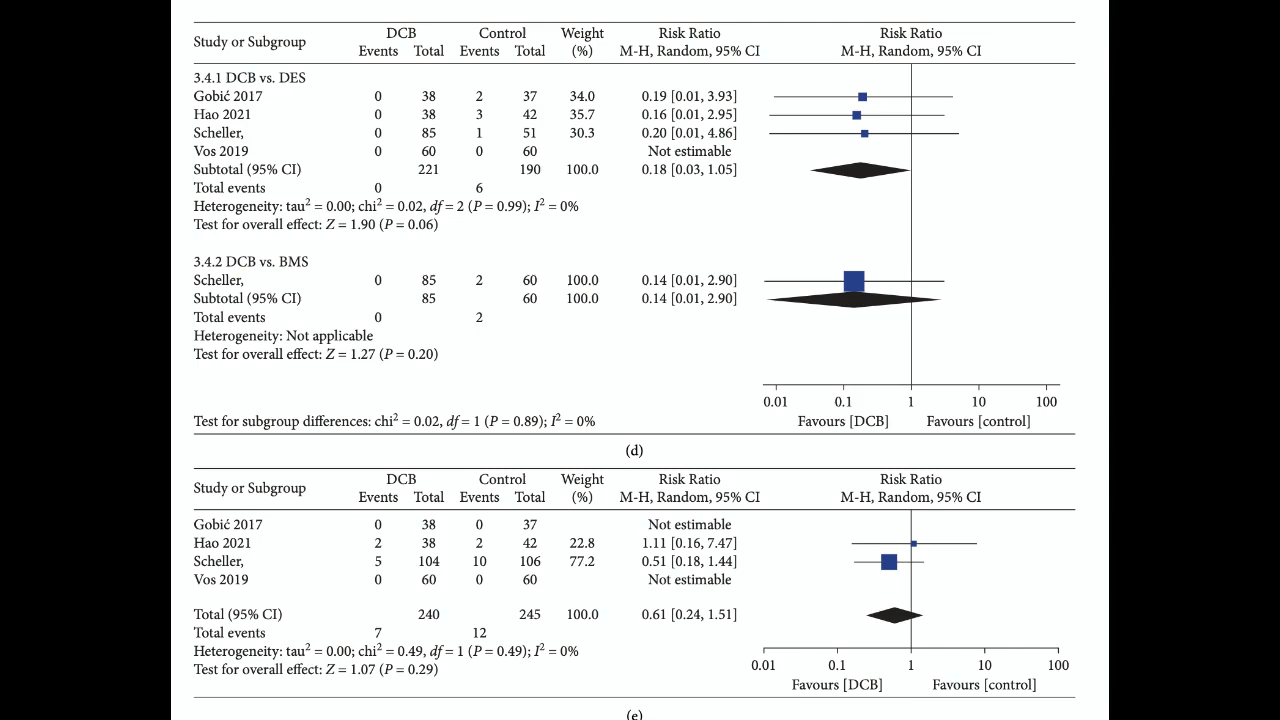 Study or Subgroup DCB Control Weight Risk Ratio Risk Ratio
Events Total Events Total (%) M-H, Random, 95% CI M-H, Random, 95% CI
3.4.1 DCB vs. DES
Gobić 2017 0 38 2 37 34.0 0.19 [0.01, 3.93]
Hao 2021 0 38 3 42 35.7 0.16 [0.01, 2.95]
Scheller, 0 85 1 51 30.3 0.20 [0.01, 4.86]
Vos 2019 0 60 0 60 Not estimable
Subtotal (95% CI) 221 190 100.0 0.18 [0.03, 1.05]
Total events 0 6
Heterogeneity: tau² = 0.00; chi² = 0.02, df = 2 (P = 0.99); I² = 0%
Test for overall effect: Z = 1.90 (P = 0.06)
3.4.2 DCB vs. BMS
Scheller, 0 85 2 60 100.0 0.14 [0.01, 2.90]
Subtotal (95% CI) 85 60 100.0 0.14 [0.01, 2.90]
Total events 0 2
Heterogeneity: Not applicable
Test for overall effect: Z = 1.27 (P = 0.20)
0.01 0.1 1 10 100
Test for subgroup differences: chi² = 0.02, df = 1 (P = 0.89); I² = 0% Favours [DCB] Favours [control]
(d)
Study or Subgroup DCB Control Weight Risk Ratio Risk Ratio
Events Total Events Total (%) M-H, Random, 95% CI M-H, Random, 95% CI
Gobić 2017 0 38 0 37 Not estimable
Hao 2021 2 38 2 42 22.8 1.11 [0.16, 7.47]
Scheller, 5 104 10 106 77.2 0.51 [0.18, 1.44]
Vos 2019 0 60 0 60 Not estimable
Total (95% CI) 240 245 100.0 0.61 [0.24, 1.51]
Total events 7 12
Heterogeneity: tau² = 0.00; chi² = 0.49, df = 1 (P = 0.49); I² = 0%
Test for overall effect: Z = 1.07 (P = 0.29) 0.01 0.1 1 10 100
Favours [DCB] Favours [control]
(e)